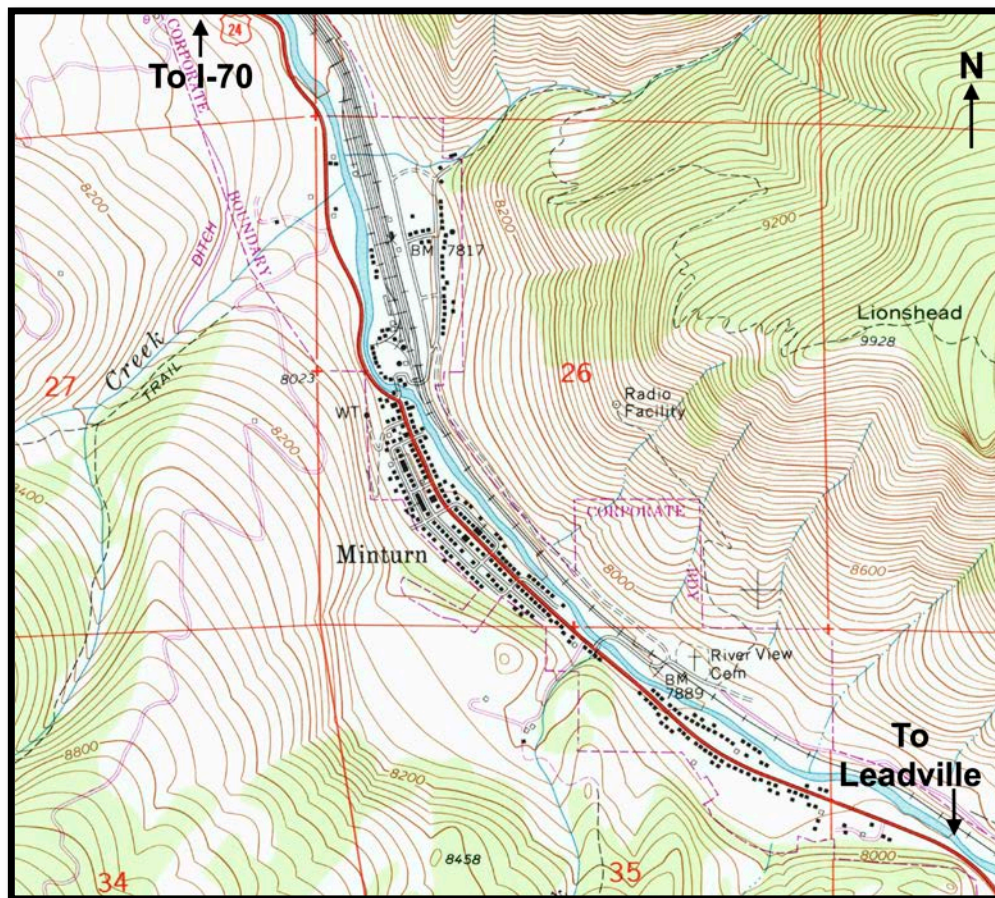 24
To I-70
N
CORPORATE
BOUNDARY
8200
DITCH
8200
BM 7817
9200
Lionshead
9928
Creek
TRAIL
27
8023
26
WT
Radio
Facility
8200
8400
CORPORATE
BDY
Minturn
8000
8600
River View
Cem
BM
7889
To
Leadville
8800
8200
8458
8000
34
35